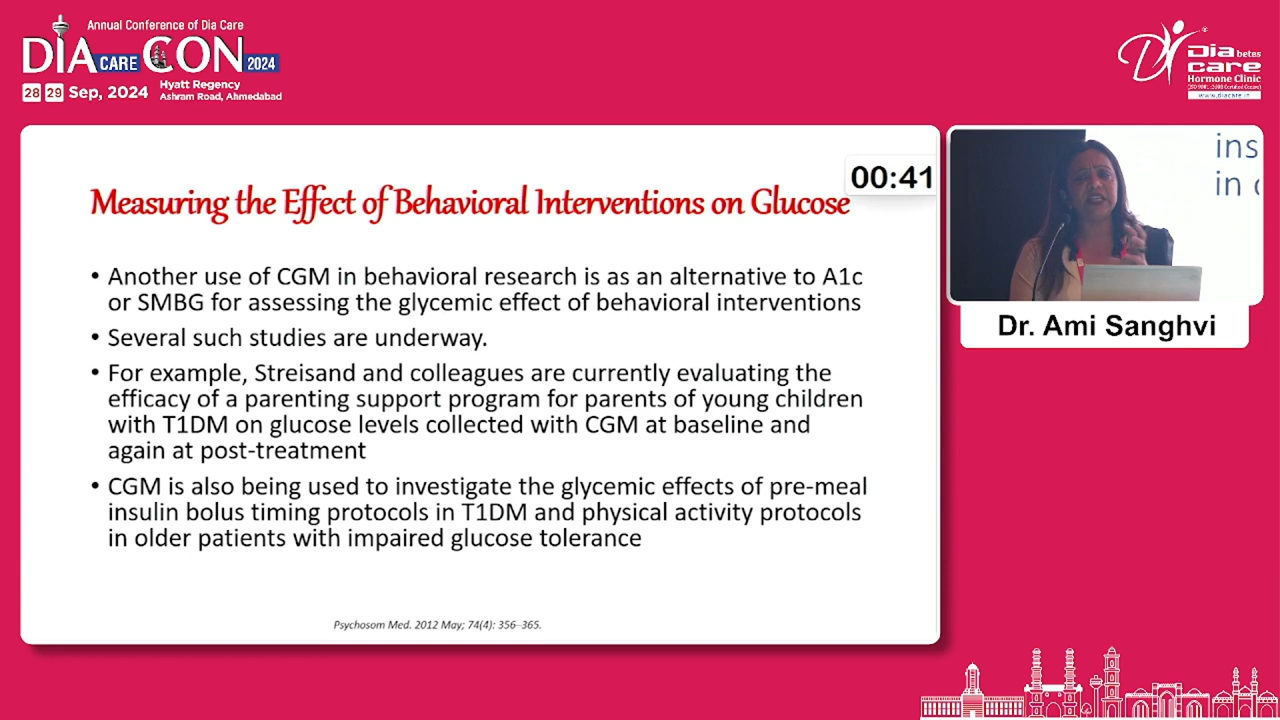 Annual Conference of Dia Care
DIA CARE CON 2024
28 29 Sep, 2024
Hyatt Regency
Ashram Road, Ahmedabad
Diabetes
care
Hormone Clinic
www.diacare.in
00:41
Measuring the Effect of Behavioral Interventions on Glucose
• Another use of CGM in behavioral research is as an alternative to A1c
or SMBG for assessing the glycemic effect of behavioral interventions
• Several such studies are underway.
• For example, Streisand and colleagues are currently evaluating the
efficacy of a parenting support program for parents of young children
with T1DM on glucose levels collected with CGM at baseline and
again at post-treatment
• CGM is also being used to investigate the glycemic effects of pre-meal
insulin bolus timing protocols in T1DM and physical activity protocols
in older patients with impaired glucose tolerance
Psychosom Med. 2012 May; 74(4): 356–365.
ins
in
Dr. Ami Sanghvi